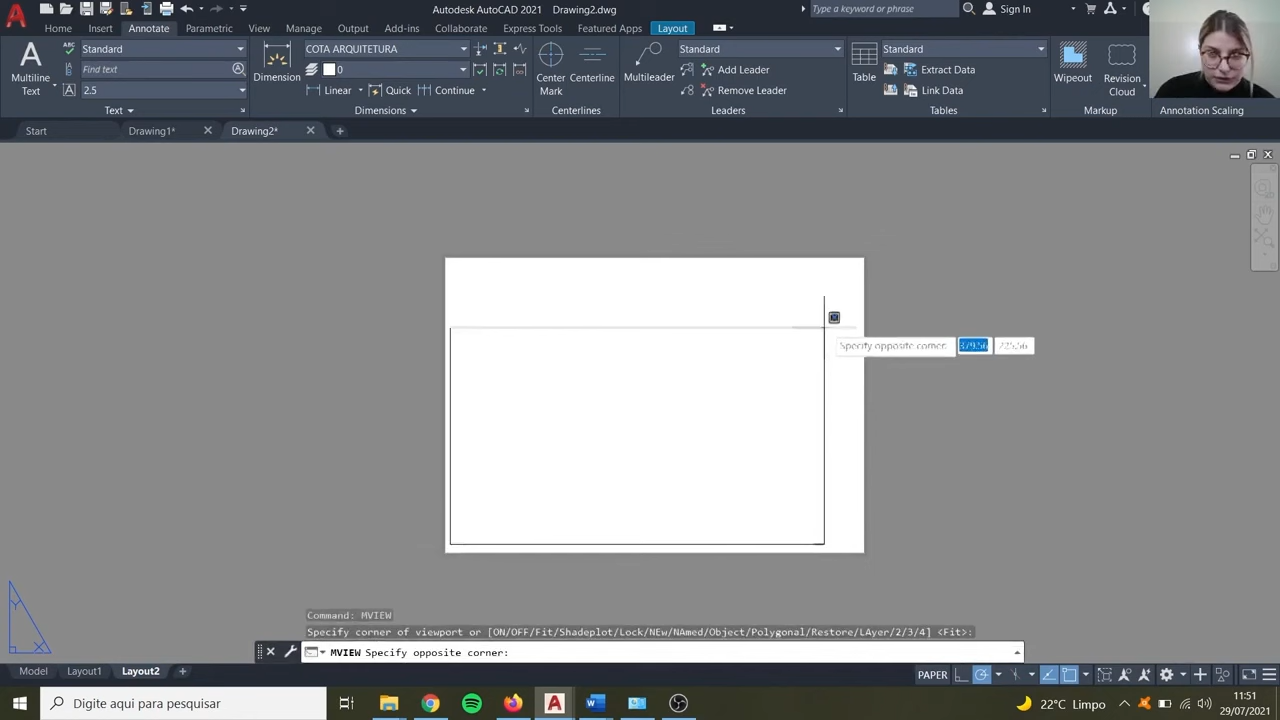 Autodesk AutoCAD 2021 Drawing2.dwg
Type a keyword or phrase
Sign In
Home Insert Annotate Parametric View Manage Output Add-ins Collaborate Express Tools Featured Apps Layout
Multiline Text
ABC Standard
Find text
2.5
Text
Dimension
COTA ARQUITETURA
0
Linear Quick Continue
Dimensions
Center Mark Centerline
Centerlines
Multileader
Standard
Add Leader
Remove Leader
Leaders
Table
Standard
Extract Data
Link Data
Tables
Wipeout Revision Cloud
Markup
Annotation Scaling
Start Drawing1* Drawing2*
Specify opposite corner: 379.56
Y
X
Command: MVIEW
Specify corner of viewport or [ON/OFF/Fit/Shadeplot/Lock/NEw/NAmed/Object/Polygonal/Restore/LAyer/2/3/4] <Fit>:
MVIEW Specify opposite corner:
Model Layout1 Layout2
PAPER
Digite aqui para pesquisar
22°C Limpo
11:51
29/07/2021